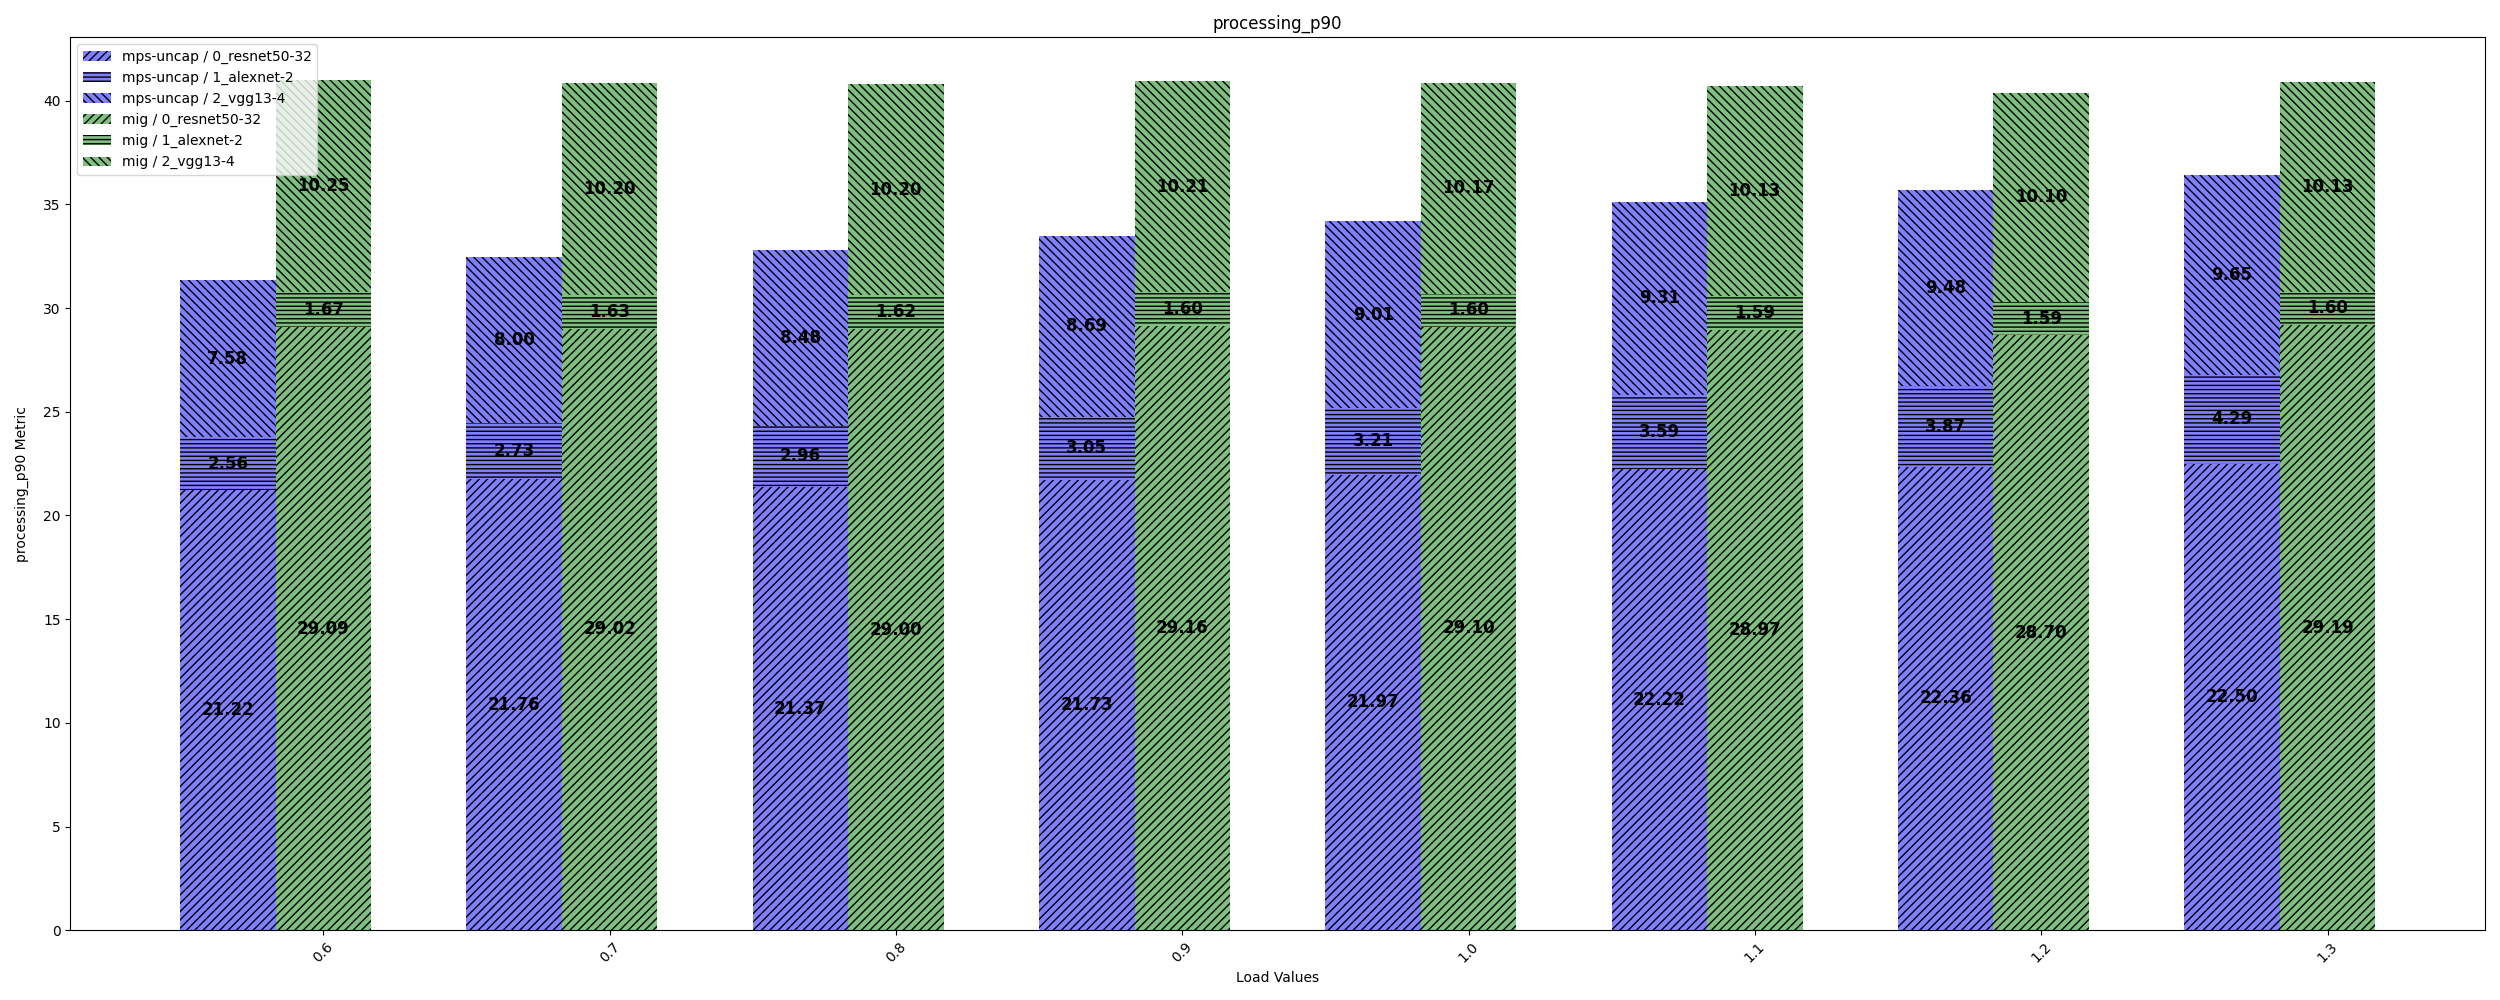 processing_p90
mps-uncap / 0_resnet50-32
mps-uncap / 1_alexnet-2
mps-uncap / 2_vgg13-4
mig / 0_resnet50-32
mig / 1_alexnet-2
mig / 2_vgg13-4
processing_p90 Metric
40
35
30
25
20
15
10
5
0
10.25 10.20 10.20 10.21 10.17 10.13 10.10 10.13
7.58 8.00 8.48 8.69 9.01 9.31 9.48 9.65
1.67 1.63 1.62 1.60 1.60 1.59 1.59 1.60
2.56 2.73 2.96 3.05 3.21 3.59 3.87 4.29
29.09 29.02 29.00 29.16 29.10 28.97 28.70 29.19
21.22 21.76 21.37 21.73 21.97 22.22 22.36 22.50
0.6 0.7 0.8 0.9 1.0 1.1 1.2 1.3
Load Values